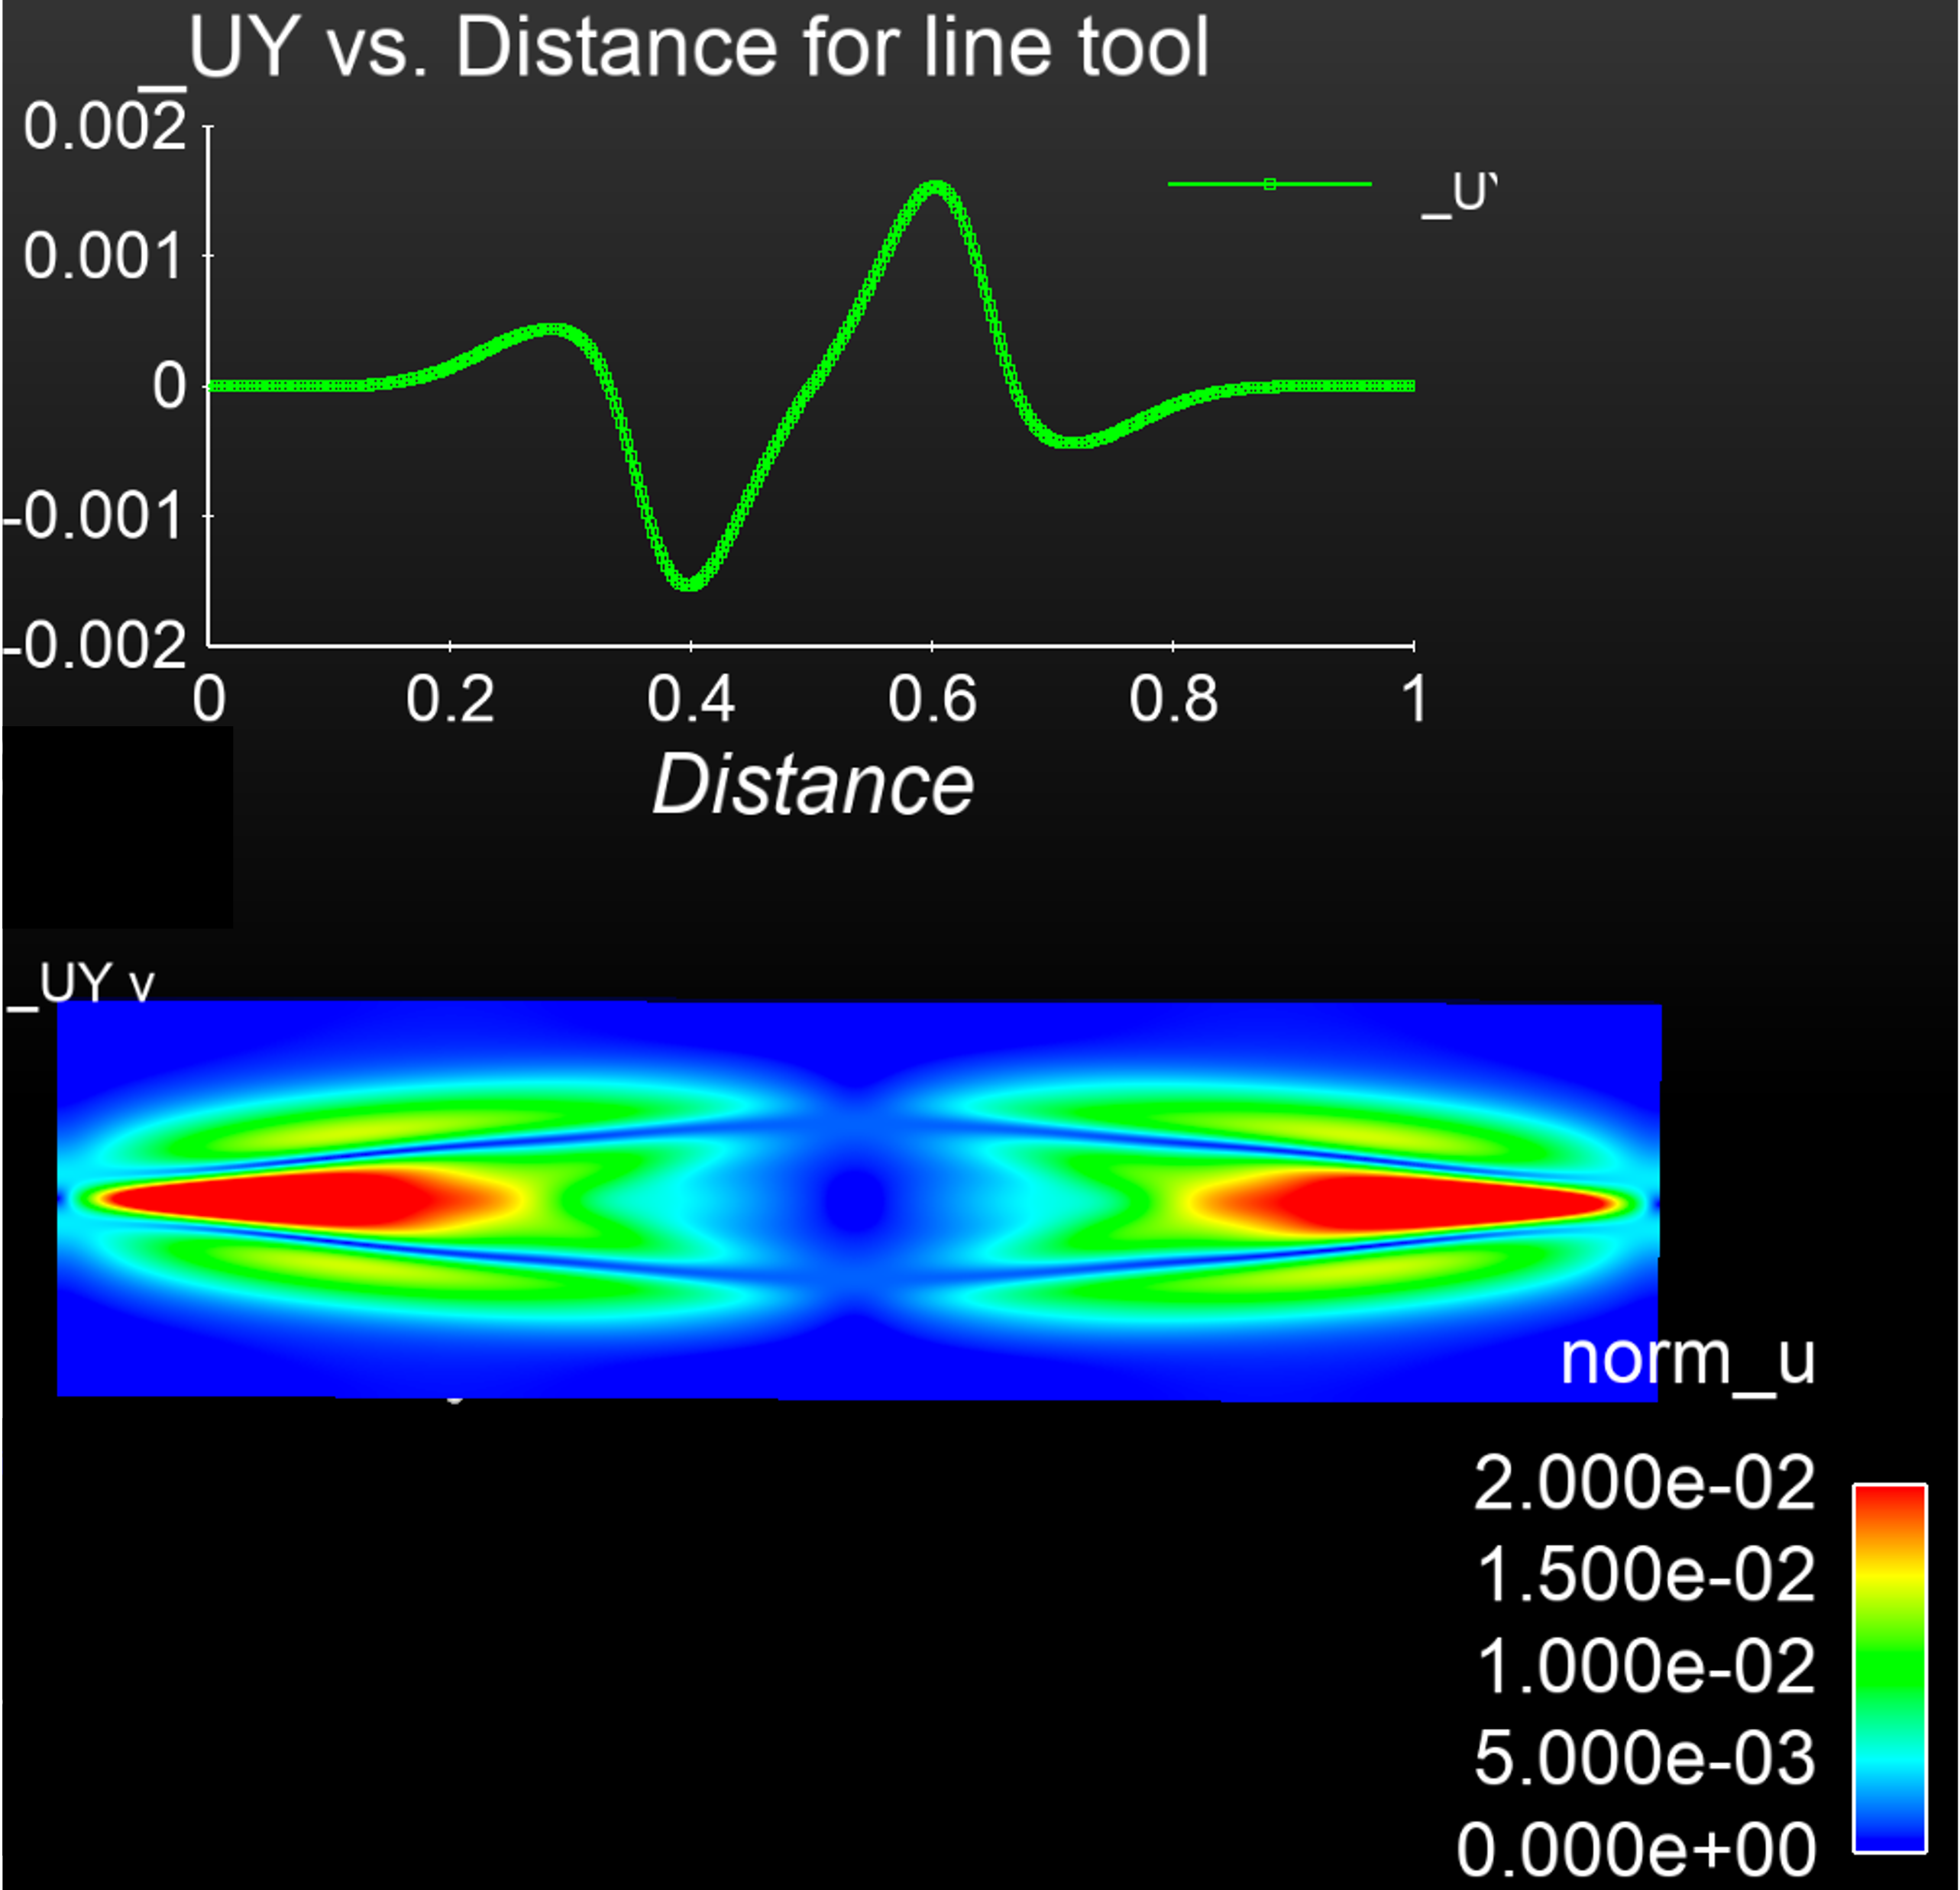 _UY vs. Distance for line tool
0.002
0.001
0
-0.001
-0.002
_UY
0 0.2 0.4 0.6 0.8 1
Distance
_UY v
norm_u
2.000e-02
1.500e-02
1.000e-02
5.000e-03
0.000e+00